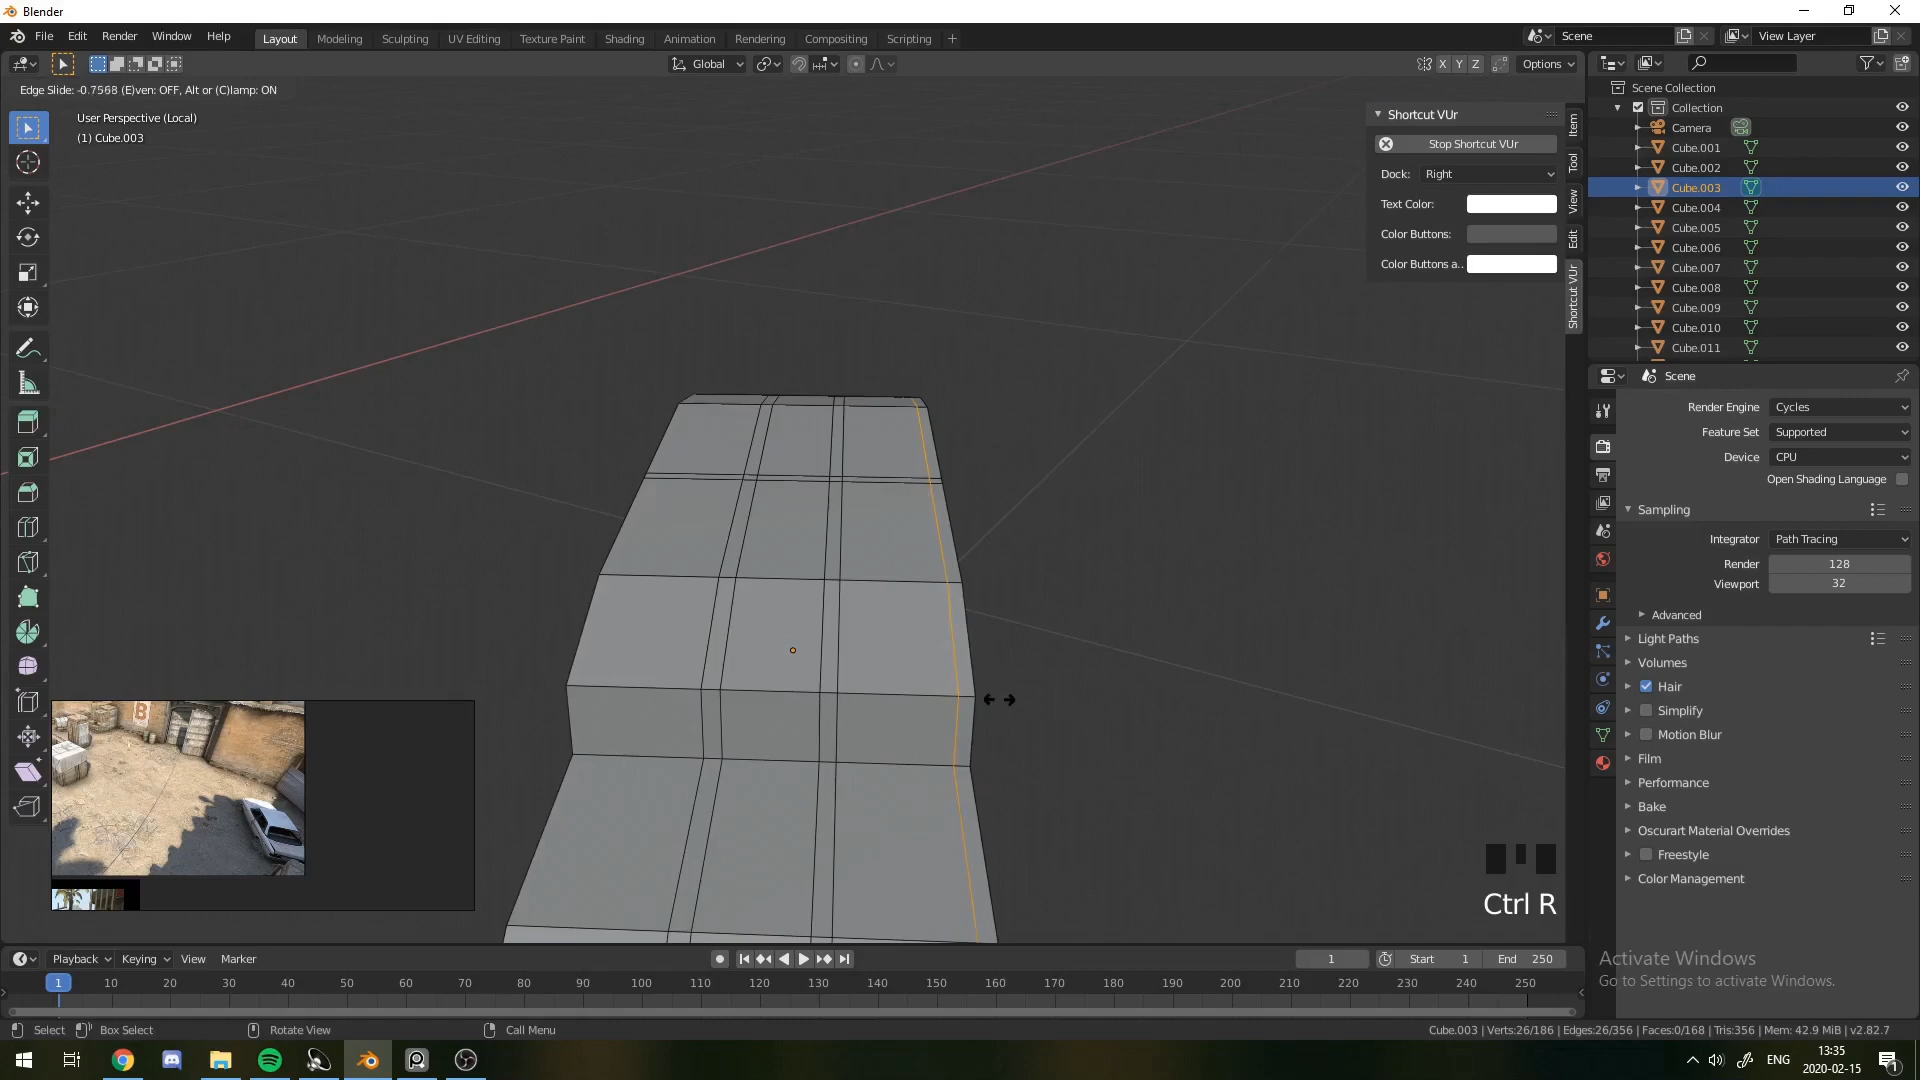 Blender
File Edit Render Window Help
Layout Modeling Sculpting UV Editing Texture Paint Shading Animation Rendering Compositing Scripting +
Scene
View Layer
Global
X Y Z
Options
Edge Slide: -0.7568 (E)ven: OFF, Alt or (C)lamp: ON
User Perspective (Local)
(1) Cube.003
Shortcut VUr
Stop Shortcut VUr
Dock: Right
Text Color:
Color Buttons:
Color Buttons a..
Item
Tool
View
Edit
Shortcut VUr
Scene Collection
Collection
Camera
Cube.001
Cube.002
Cube.003
Cube.004
Cube.005
Cube.006
Cube.007
Cube.008
Cube.009
Cube.010
Cube.011
Scene
Render Engine Cycles
Feature Set Supported
Device CPU
Open Shading Language
Sampling
Integrator Path Tracing
Render 128
Viewport 32
Advanced
Light Paths
Volumes
Hair
Simplify
Motion Blur
Film
Performance
Bake
Oscurart Material Overrides
Freestyle
Color Management
B
Ctrl R
Activate Windows
Go to Settings to activate Windows.
Playback Keying View Marker
1 Start 1 End 250
1 10 20 30 40 50 60 70 80 90 100 110 120 130 140 150 160 170 180 190 200 210 220 230 240 250
Select Box Select Rotate View Call Menu
Cube.003 | Verts:26/186 | Edges:26/356 | Faces:0/168 | Tris:356 | Mem: 42.9 MiB | v2.82.7
ENG
13:35
2020-02-15
1